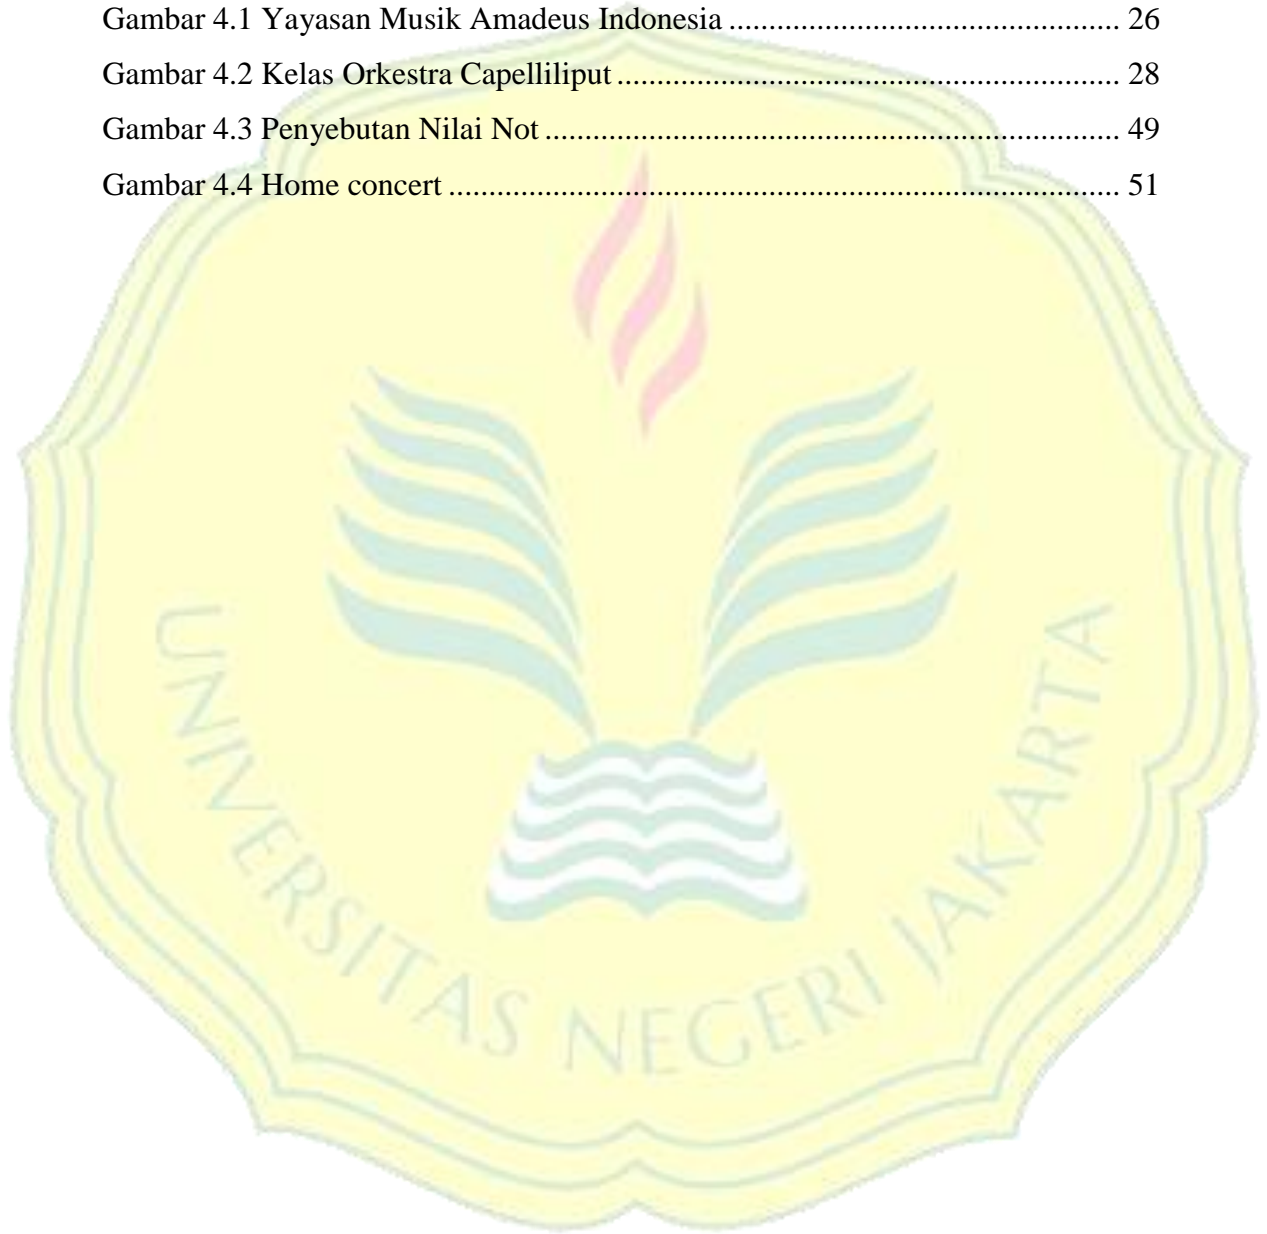 Gambar 4.1 Yayasan Musik Amadeus Indonesia ................................................ 26
Gambar 4.2 Kelas Orkestra Capelliliput .............................................................. 28
Gambar 4.3 Penyebutan Nilai Not ....................................................................... 49
Gambar 4.4 Home concert ................................................................................... 51
UNIVERSITAS NEGERI JAKARTA